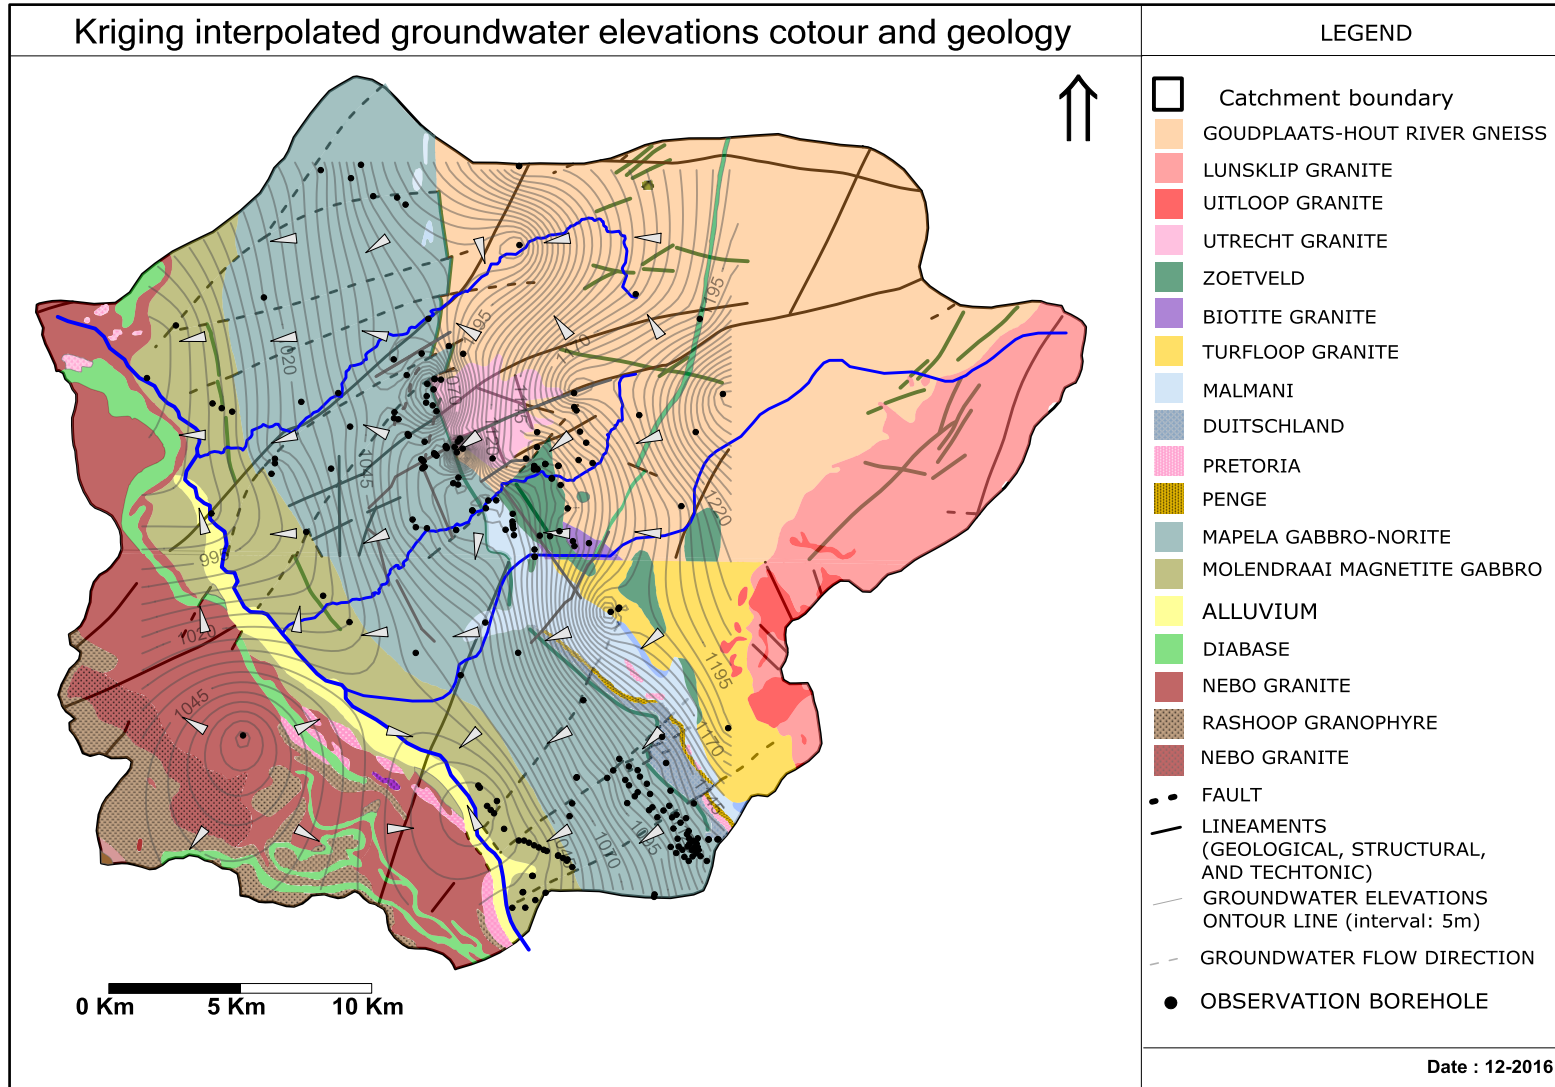 Kriging interpolated groundwater elevations cotour and geology
LEGEND
Catchment boundary
GOUDPLAATS-HOUT RIVER GNEISS
LUNSKLIP GRANITE
UITLOOP GRANITE
UTRECHT GRANITE
ZOETVELD
BIOTITE GRANITE
TURFLOOP GRANITE
MALMANI
DUITSCHLAND
PRETORIA
PENGE
MAPELA GABBRO-NORITE
MOLENDRAAI MAGNETITE GABBRO
ALLUVIUM
DIABASE
NEBO GRANITE
RASHOOP GRANOPHYRE
NEBO GRANITE
FAULT
LINEAMENTS
(GEOLOGICAL, STRUCTURAL,
AND TECHTONIC)
GROUNDWATER ELEVATIONS
ONTOUR LINE (interval: 5m)
GROUNDWATER FLOW DIRECTION
OBSERVATION BOREHOLE
Date : 12-2016
195
1020
1070
1045
1220
995
1020
1045
1195
1170
1070
0 Km
5 Km
10 Km